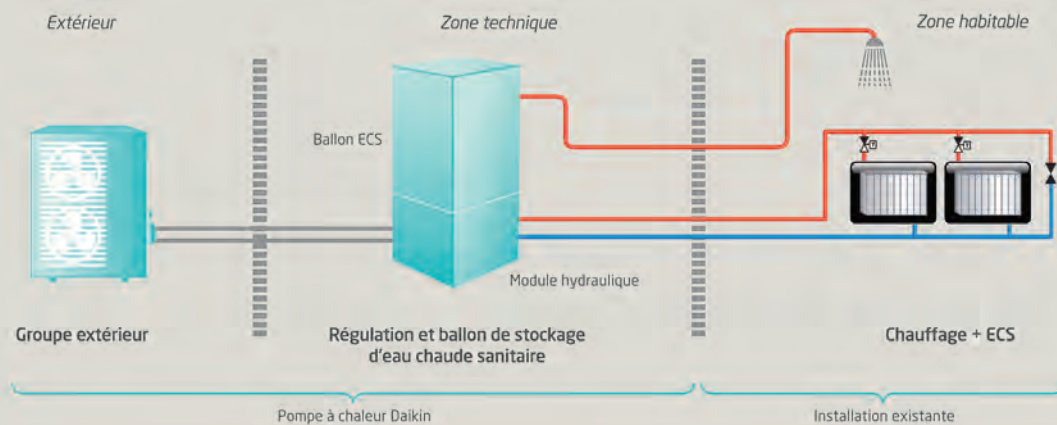 Extérieur
Zone technique
Zone habitable
Ballon ECS
Module hydraulique
Groupe extérieur
Régulation et ballon de stockage
d'eau chaude sanitaire
Chauffage + ECS
Pompe à chaleur Daikin
Installation existante